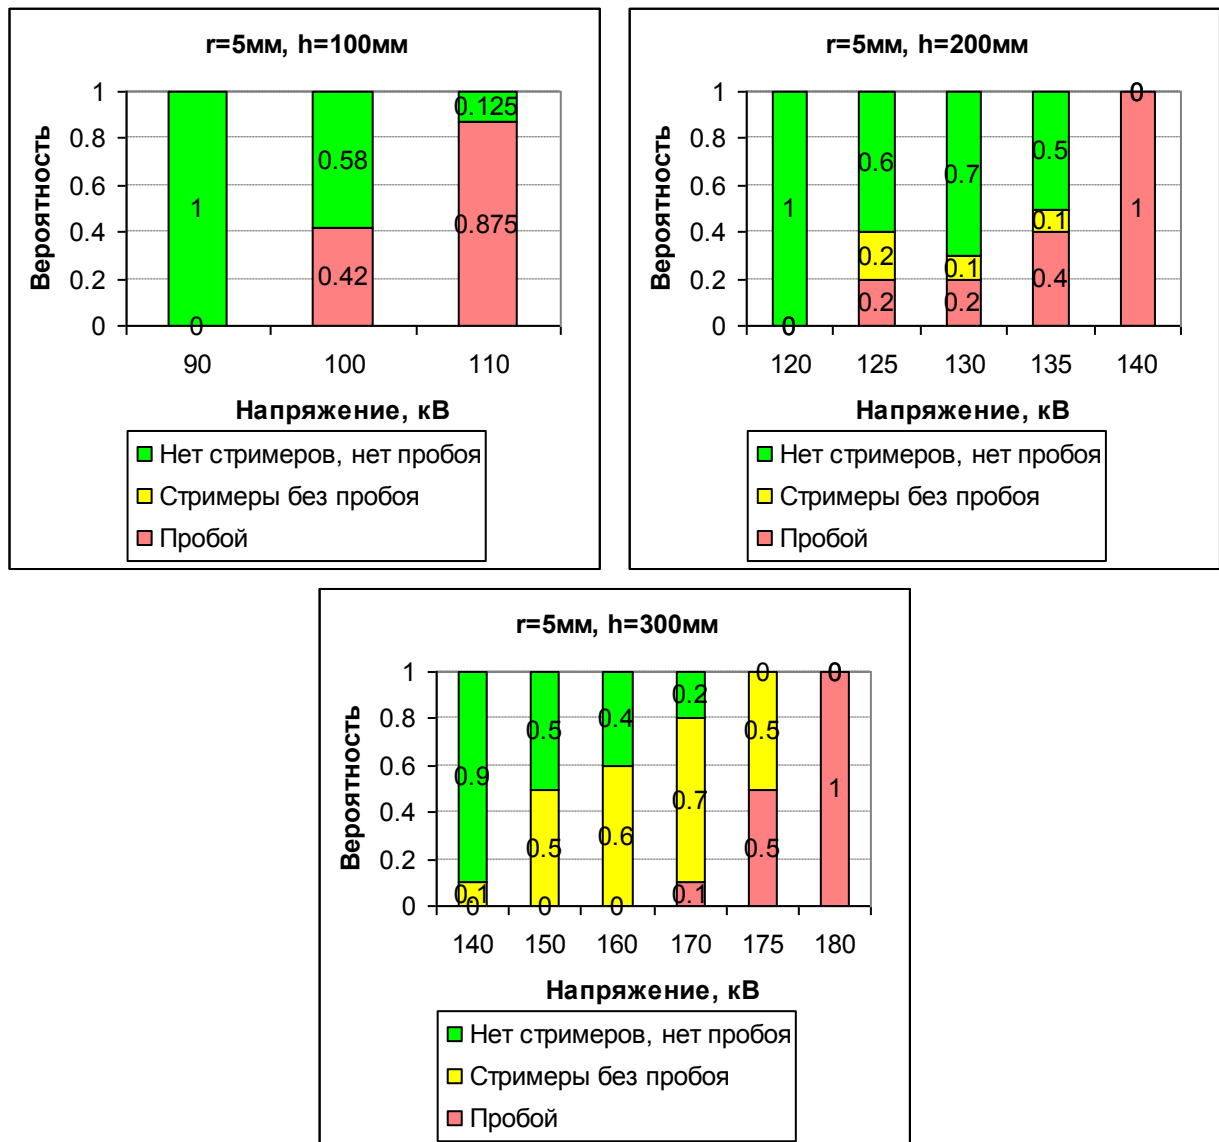 r=5мм, h=100мм
Вероятность
1
0.8
0.6
0.4
0.2
0
1
0
0.58
0.42
0.125
0.875
90 100 110
Напряжение, кВ
Нет стримеров, нет пробоя
Стримеры без пробоя
Пробой
r=5мм, h=200мм
Вероятность
1
0.8
0.6
0.4
0.2
0
1
0
0.6
0.2
0.2
0.7
0.1
0.2
0.5
0.1
0.4
0
1
120 125 130 135 140
Напряжение, кВ
Нет стримеров, нет пробоя
Стримеры без пробоя
Пробой
r=5мм, h=300мм
Вероятность
1
0.8
0.6
0.4
0.2
0
0.9
0.1
0
0.5
0.5
0
0.4
0.6
0
0.2
0.7
0.1
0
0.5
0.5
0
1
140 150 160 170 175 180
Напряжение, кВ
Нет стримеров, нет пробоя
Стримеры без пробоя
Пробой